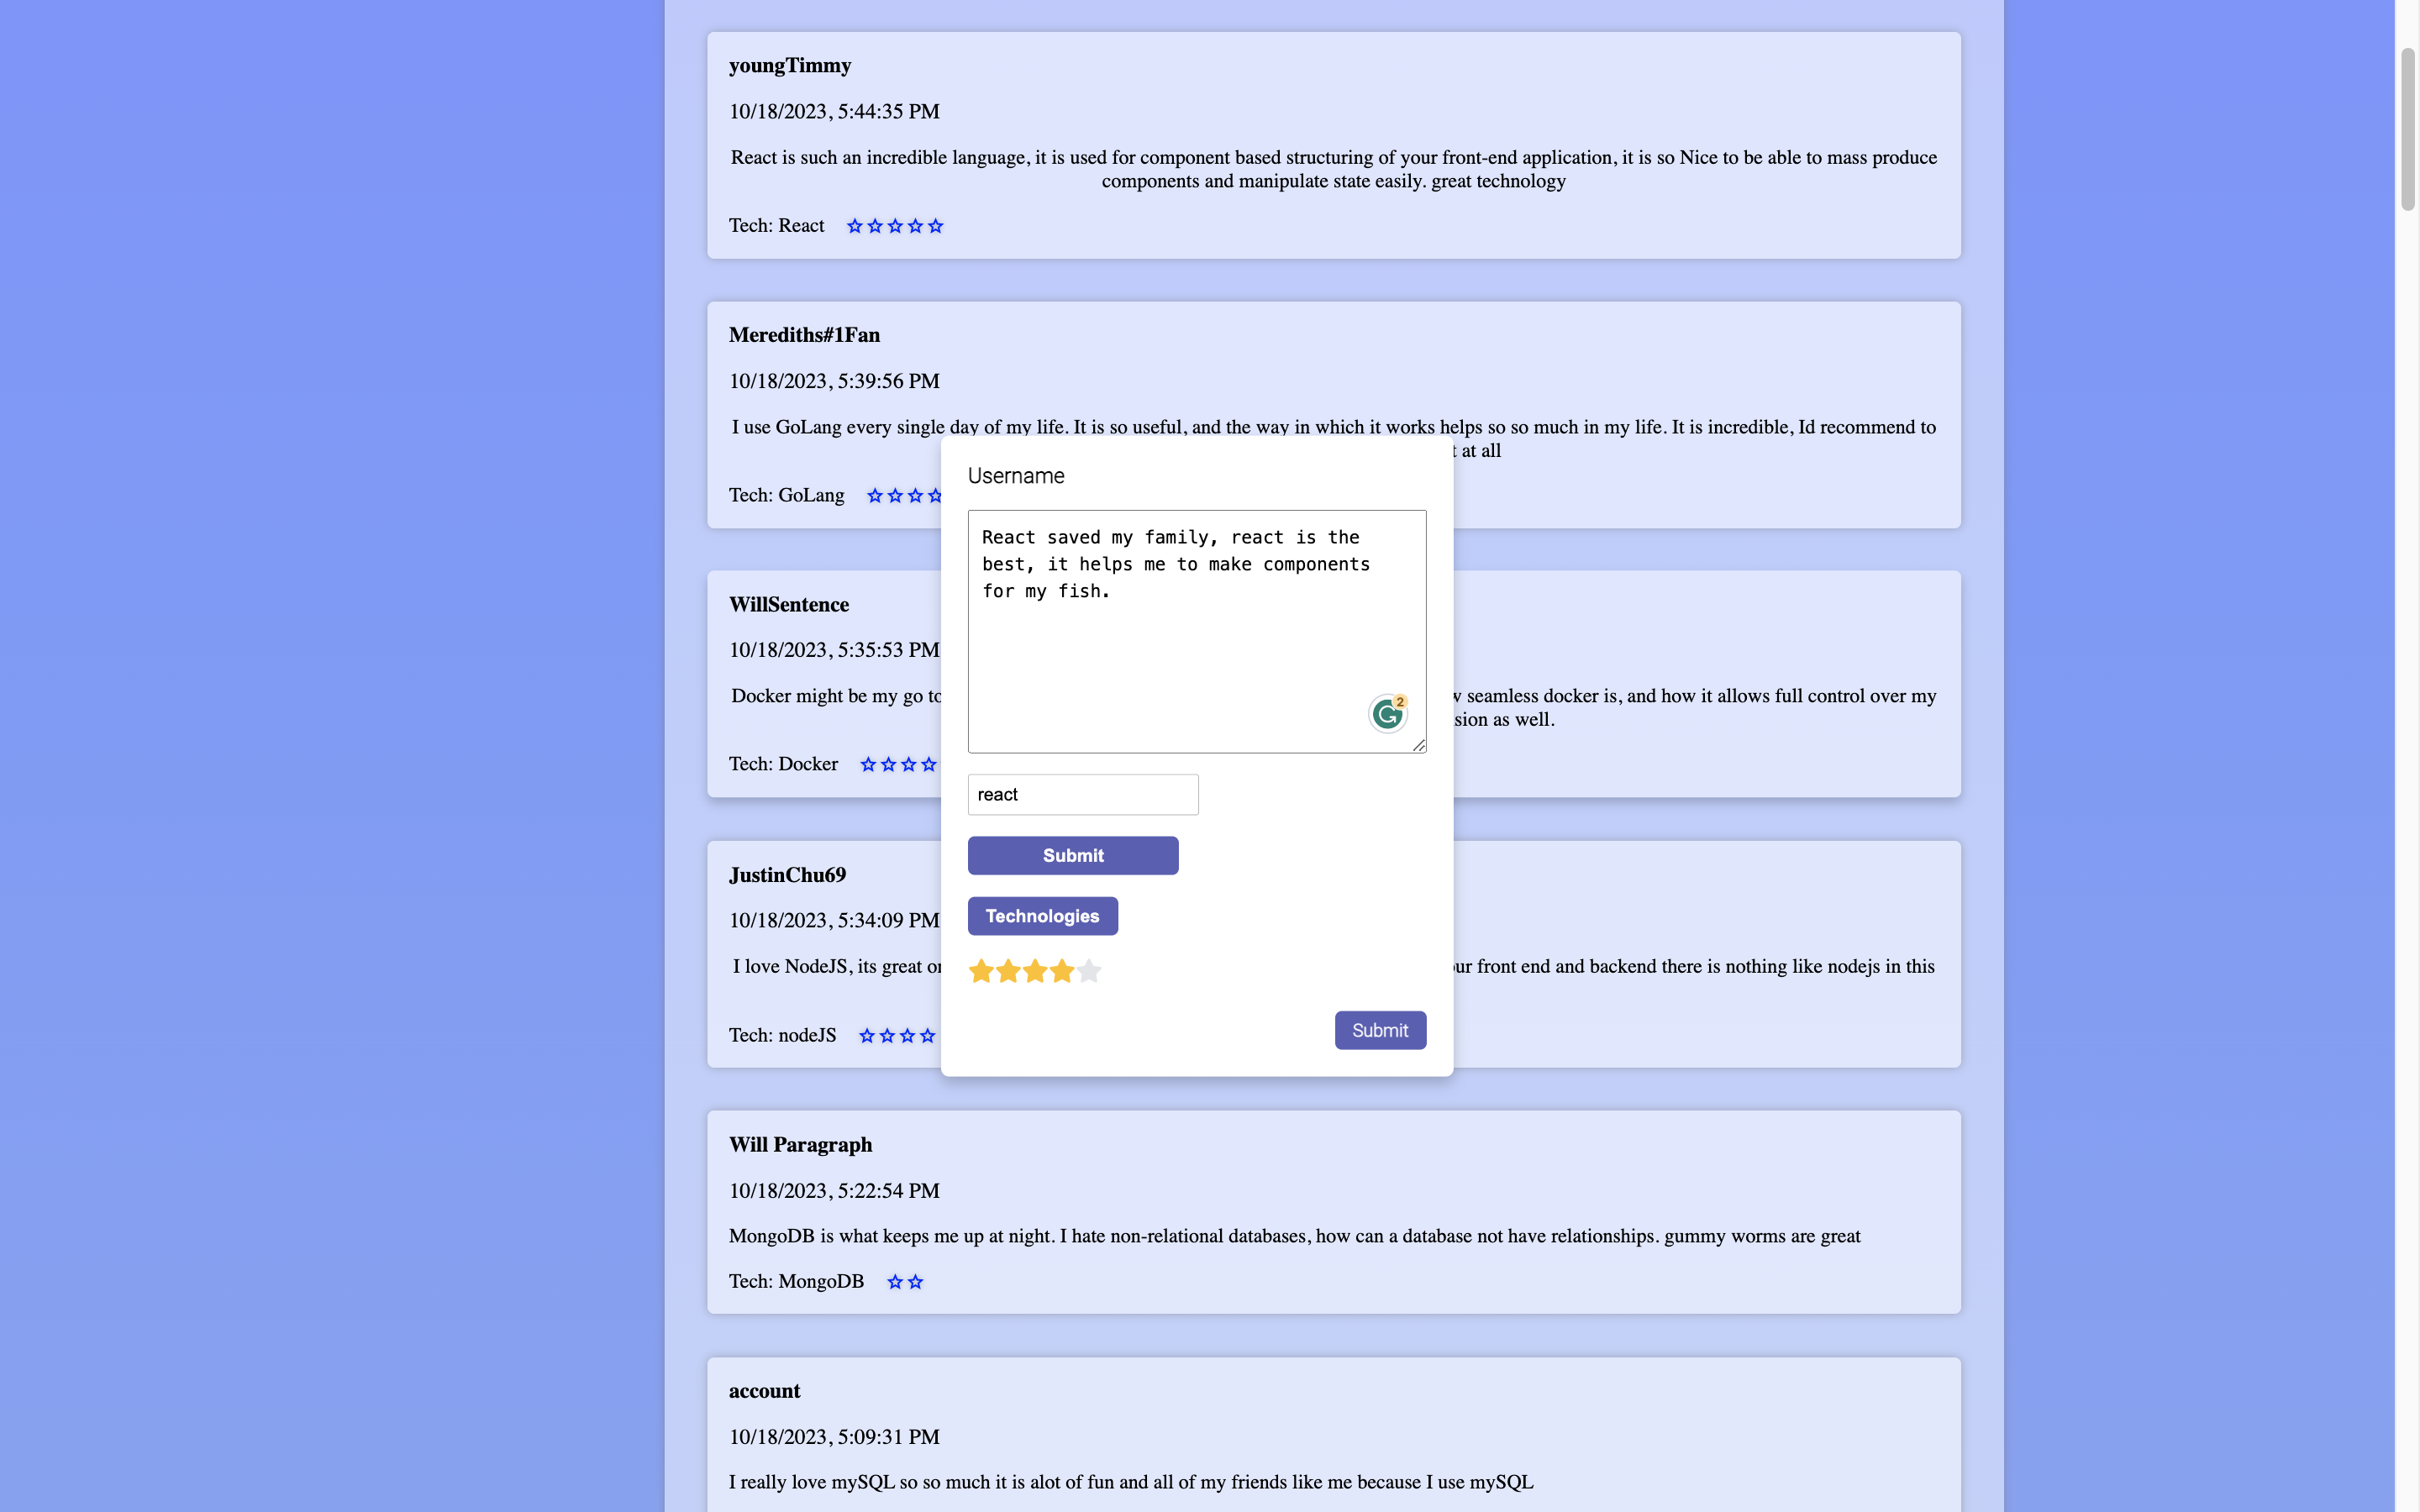 youngTimmy
10/18/2023, 5:44:35 PM
React is such an incredible language, it is used for component based structuring of your front-end application, it is so Nice to be able to mass produce
components and manipulate state easily. great technology
Tech: React
Merediths#1Fan
10/18/2023, 5:39:56 PM
I use GoLang every single day of my life. It is so useful, and the way in which it works helps so so much in my life. It is incredible, Id recommend to
at all
Tech: GoLang
Username
React saved my family, react is the
best, it helps me to make components
for my fish.
2
react
Submit
Technologies
Submit
WillSentence
10/18/2023, 5:35:53 PM
Docker might be my go to
seamless docker is, and how it allows full control over my
as well.
Tech: Docker
JustinChu69
10/18/2023, 5:34:09 PM
I love NodeJS, its great
front end and backend there is nothing like nodejs in this
Tech: nodeJS
Will Paragraph
10/18/2023, 5:22:54 PM
MongoDB is what keeps me up at night. I hate non-relational databases, how can a database not have relationships. gummy worms are great
Tech: MongoDB
account
10/18/2023, 5:09:31 PM
I really love mySQL so so much it is alot of fun and all of my friends like me because I use mySQL